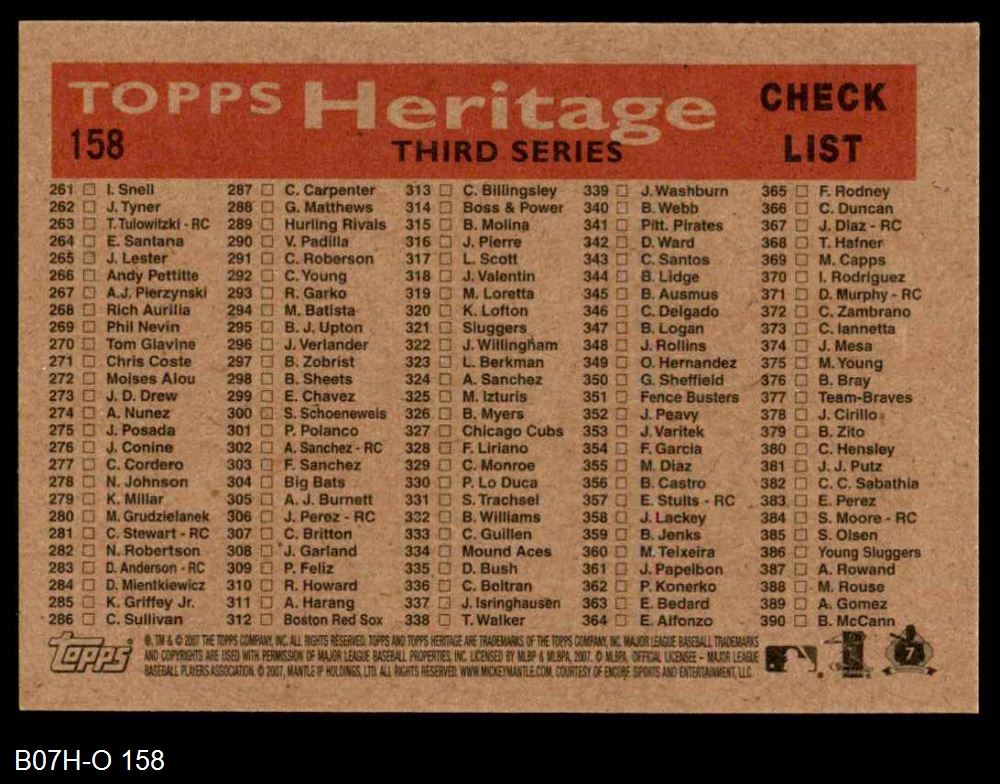 TOPPS Heritage CHECK
158 THIRD SERIES LIST
261 I. Snell
262 J. Tyner
263 T. Tulowitzki - RC
264 E. Santana
265 J. Lester
266 Andy Pettitte
267 A.J. Pierzynski
268 Rich Aurilia
269 Phil Nevin
270 Tom Glavine
271 Chris Coste
272 Moises Alou
273 J. D. Drew
274 A. Nunez
275 J. Posada
276 J. Conine
277 C. Cordero
278 N. Johnson
279 K. Millar
280 M. Grudzielanek
281 C. Stewart - RC
282 N. Robertson
283 D. Anderson - RC
284 D. Mientkiewicz
285 K. Griffey Jr.
286 C. Sullivan
287 C. Carpenter
288 G. Matthews
289 Hurling Rivals
290 V. Padilla
291 C. Roberson
292 C. Young
293 R. Garko
294 M. Batista
295 B. J. Upton
296 J. Verlander
297 B. Zobrist
298 B. Sheets
299 E. Chavez
300 S. Schoeneweis
301 P. Polanco
302 A. Sanchez - RC
303 F. Sanchez
304 Big Bats
305 A. J. Burnett
306 J. Perez - RC
307 C. Britton
308 J. Garland
309 P. Feliz
310 R. Howard
311 A. Harang
312 Boston Red Sox
313 C. Billingsley
314 Boss & Power
315 B. Molina
316 J. Pierre
317 L. Scott
318 J. Valentin
319 M. Loretta
320 K. Lofton
321 Sluggers
322 J. Willingham
323 L. Berkman
324 A. Sanchez
325 M. Izturis
326 B. Myers
327 Chicago Cubs
328 F. Liriano
329 C. Monroe
330 P. Lo Duca
331 S. Trachsel
332 B. Williams
333 C. Guillen
334 Mound Aces
335 D. Bush
336 C. Beltran
337 J. Isringhausen
338 T. Walker
339 J. Washburn
340 B. Webb
341 Pitt. Pirates
342 D. Ward
343 C. Santos
344 B. Lidge
345 B. Ausmus
346 C. Delgado
347 B. Logan
348 J. Rollins
349 O. Hernandez
350 G. Sheffield
351 Fence Busters
352 J. Peavy
353 J. Varitek
354 F. Garcia
355 M. Diaz
356 B. Castro
357 E. Stults - RC
358 J. Lackey
359 B. Jenks
360 M. Teixeira
361 J. Papelbon
362 P. Konerko
363 E. Bedard
364 E. Alfonzo
365 F. Rodney
366 C. Duncan
367 J. Diaz - RC
368 T. Hafner
369 M. Capps
370 I. Rodriguez
371 D. Murphy - RC
372 C. Zambrano
373 C. Iannetta
374 J. Mesa
375 M. Young
376 B. Bray
377 Team-Braves
378 J. Cirillo
379 B. Zito
380 C. Hensley
381 J. J. Putz
382 C. C. Sabathia
383 E. Perez
384 S. Moore - RC
385 S. Olsen
386 Young Sluggers
387 A. Rowand
388 M. Rouse
389 A. Gomez
390 B. McCann
Topps
®, TM & © 2007 THE TOPPS COMPANY, INC. ALL RIGHTS RESERVED. TOPPS AND TOPPS HERITAGE ARE TRADEMARKS OF THE TOPPS COMPANY, INC. MAJOR LEAGUE BASEBALL TRADEMARKS
AND COPYRIGHTS ARE USED WITH PERMISSION OF MAJOR LEAGUE BASEBALL PROPERTIES, INC. LICENSED BY MLBP & MLBPA, 2007. © MLBPA, OFFICIAL LICENSEE – MAJOR LEAGUE
BASEBALL PLAYERS ASSOCIATION. © 2007, MANTLE IP HOLDINGS, LTD. ALL RIGHTS RESERVED. WWW.MICKEYMANTLE.COM, COURTESY OF ENCORE SPORTS AND ENTERTAINMENT, LLC.
7
B07H-O 158